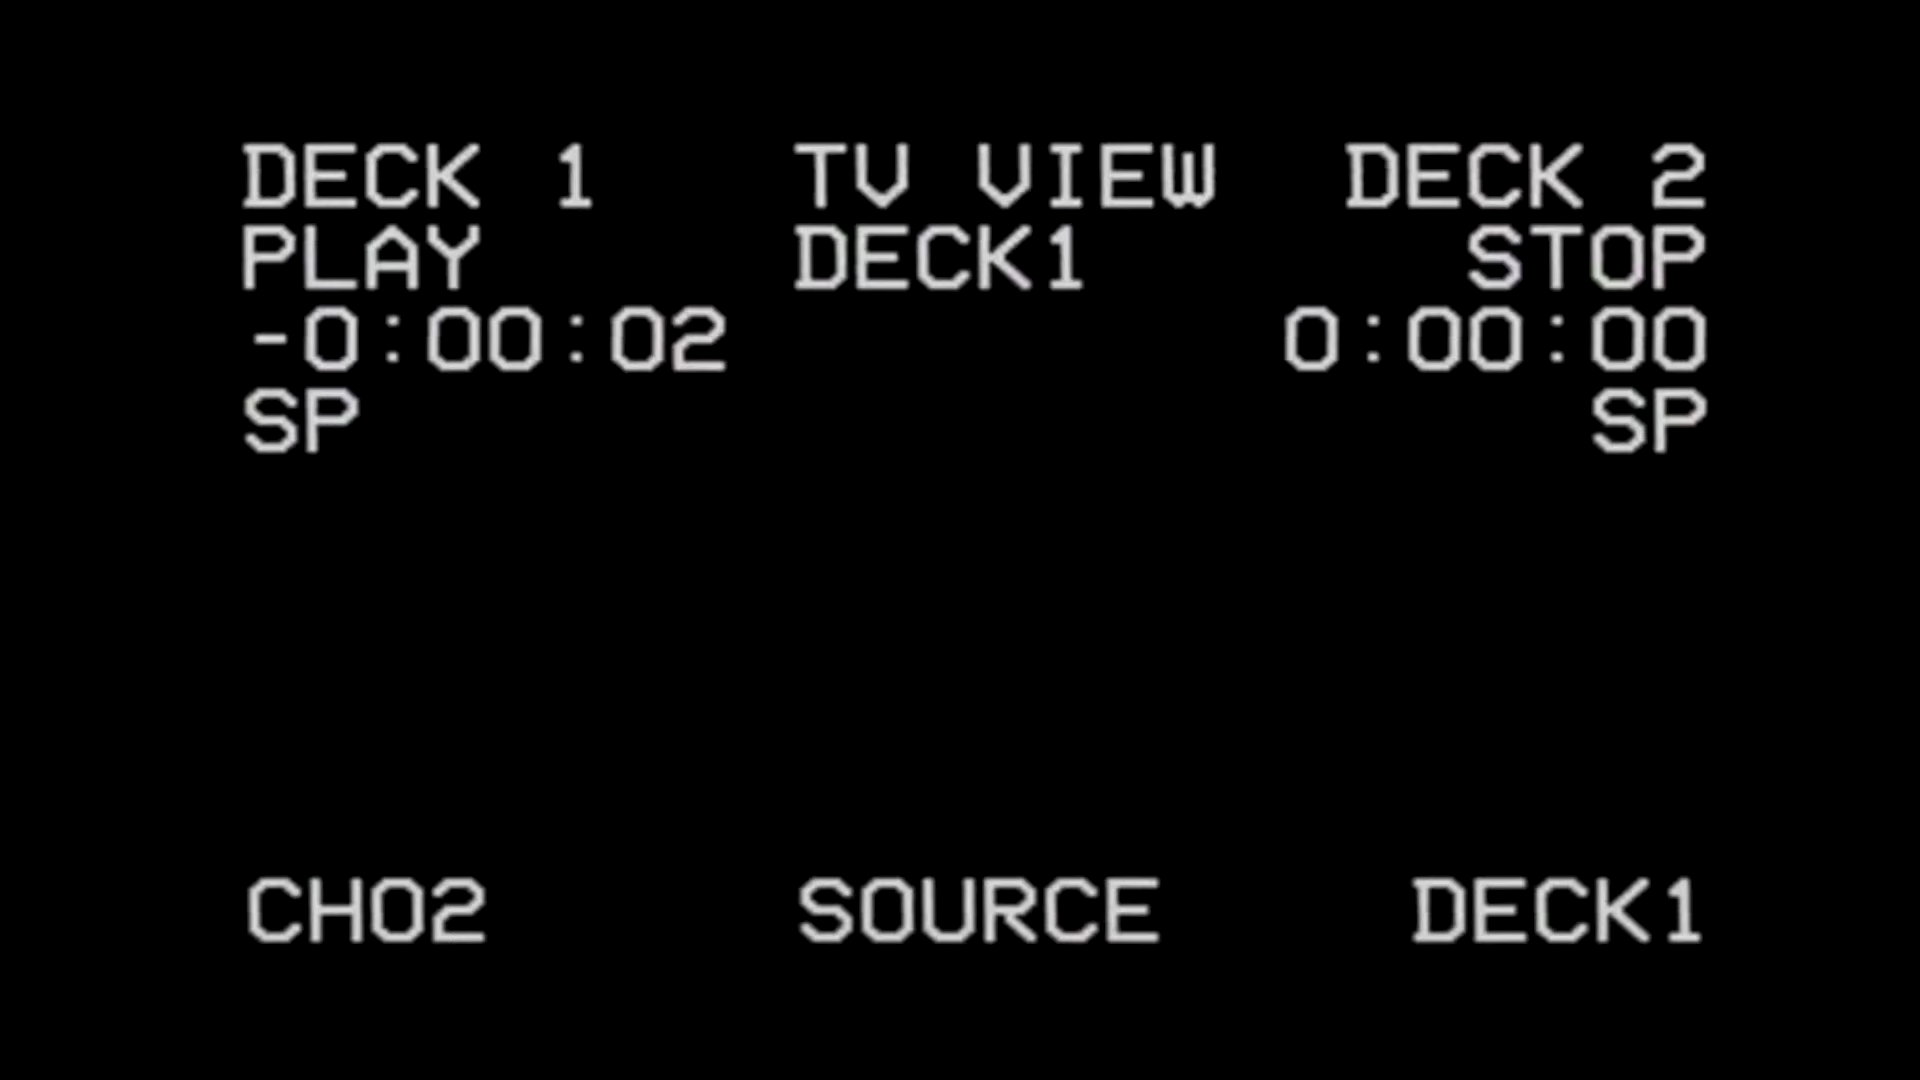 DECK 1 TV VIEW DECK 2
PLAY DECK1 STOP
-0:00:02 0:00:00
SP SP
CH02 SOURCE DECK1